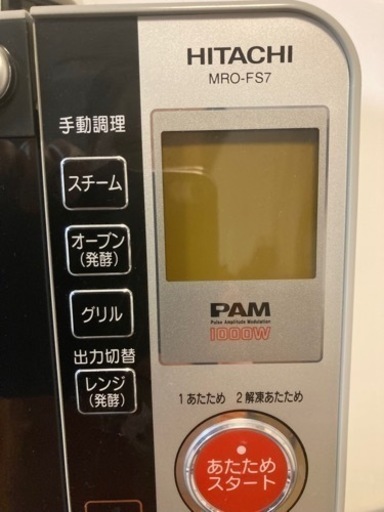 HITACHI
MRO-FS7
手動調理
スチーム
オーブン
(発酵)
グリル
出力切替
レンジ
(発酵)
PAM
Pulse Amplitude Modulation
1000W
1あたため 2解凍あたため
あたため
スタート